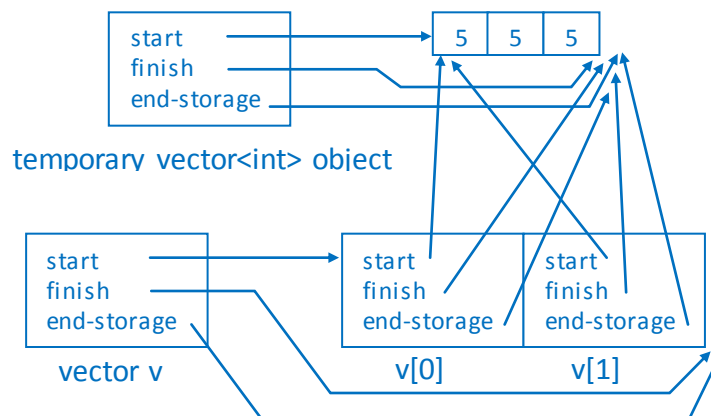 start
finish
end-storage
5 5 5
temporary vector<int> object
start
finish
end-storage
vector v
start
finish
end-storage
v[0]
start
finish
end-storage
v[1]